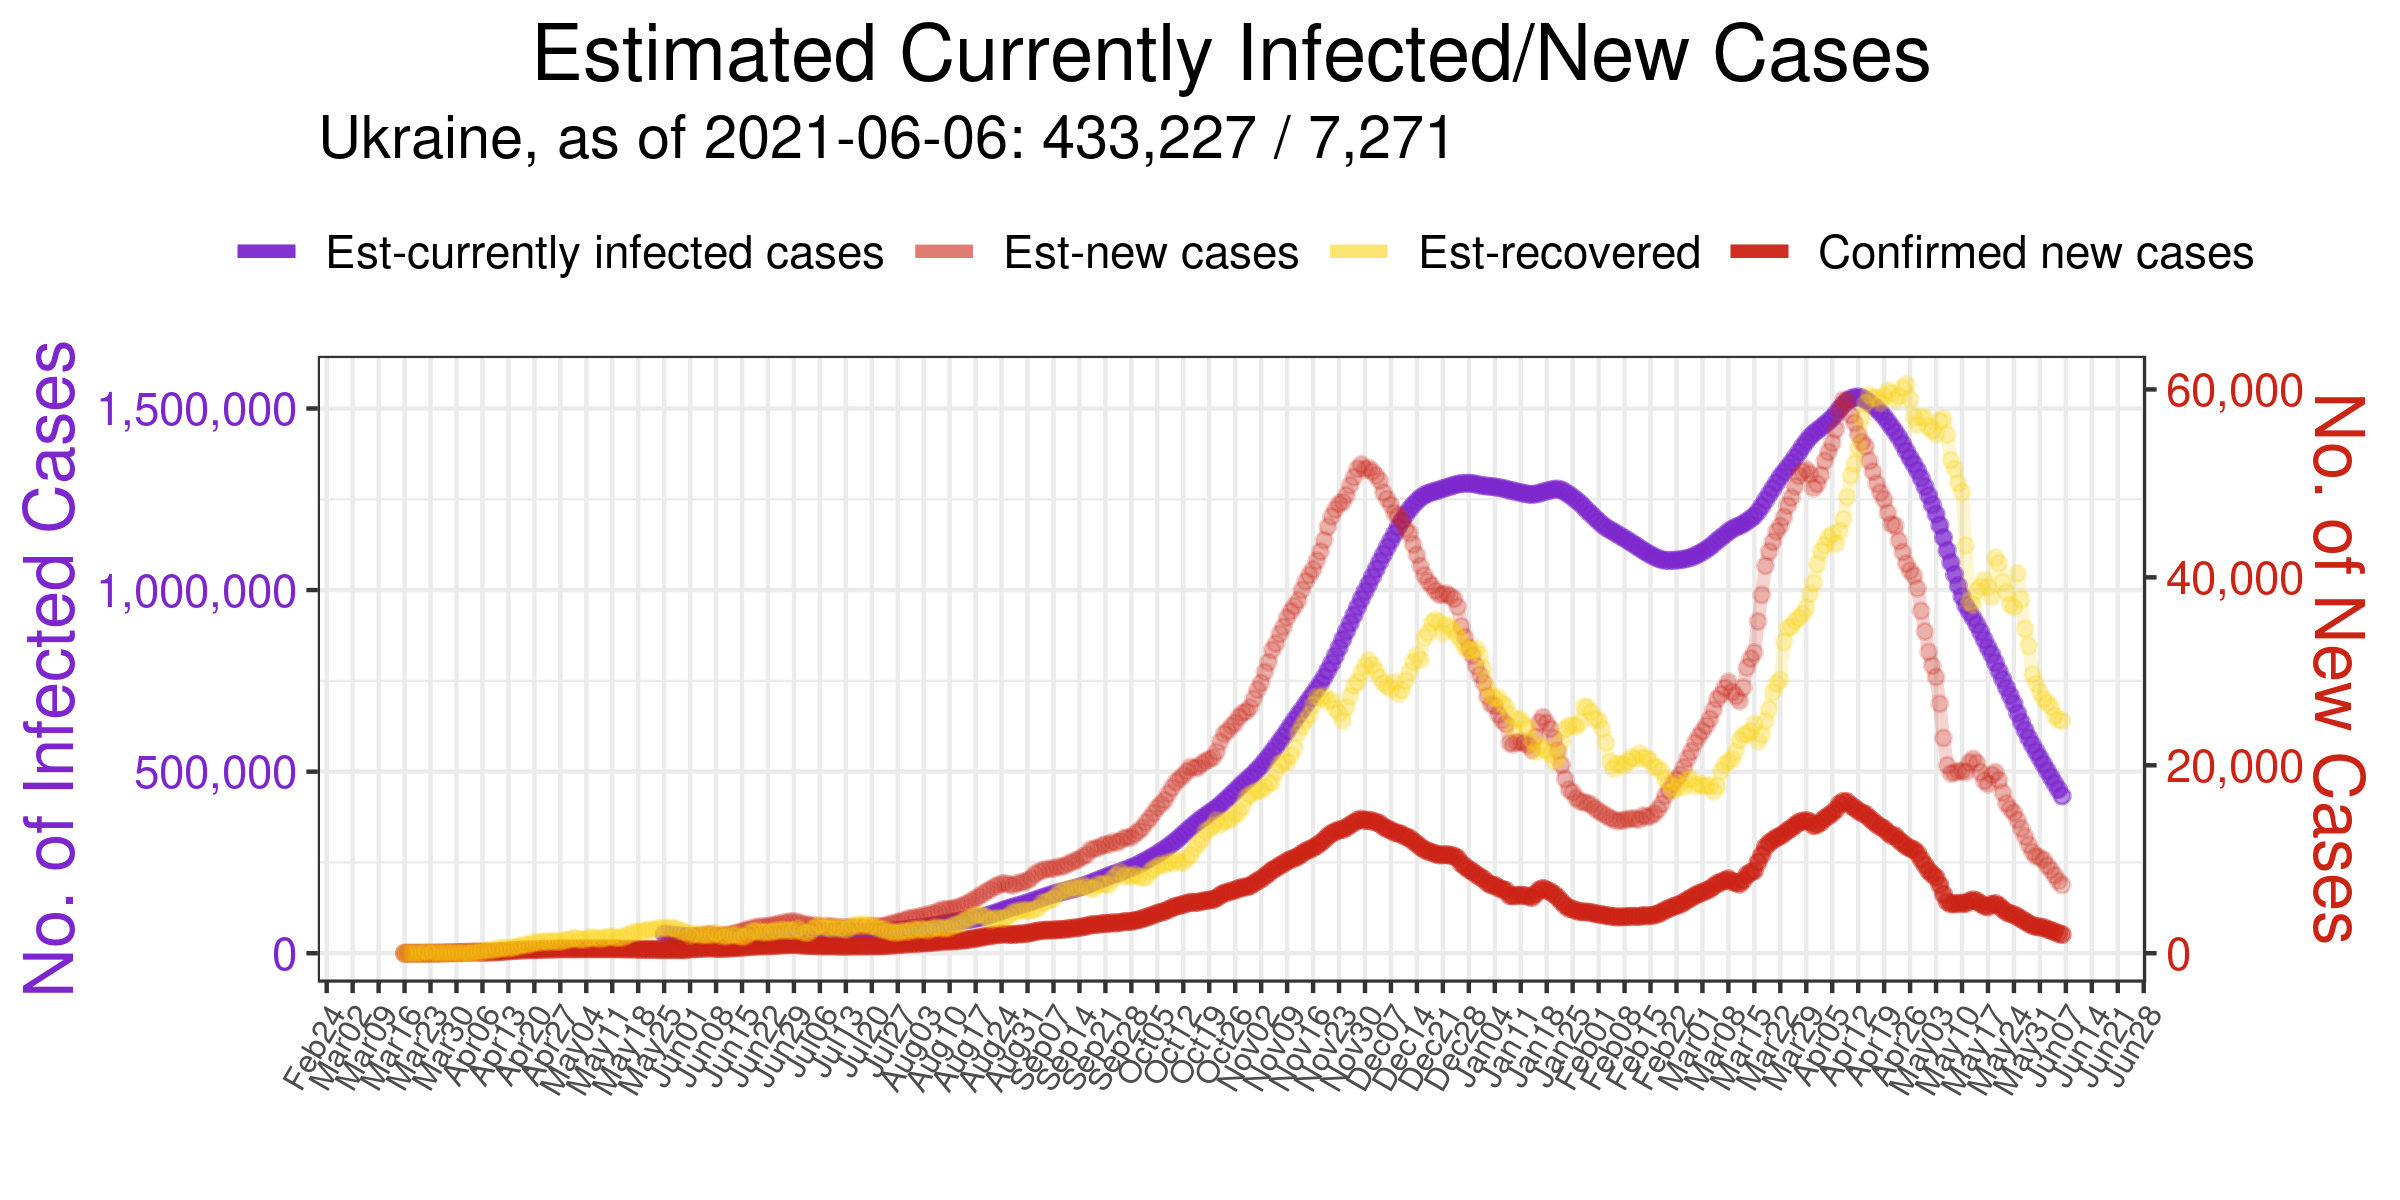 Estimated Currently Infected/New Cases
Ukraine, as of 2021-06-06: 433,227 / 7,271
Est-currently infected cases Est-new cases Est-recovered Confirmed new cases
No. of Infected Cases
1,500,000
1,000,000
500,000
0
60,000
40,000
20,000
0
No. of New Cases
Feb24 Mar02 Mar09 Mar16 Mar23 Mar30 Apr06 Apr13 Apr20 Apr27 May04 May11 May18 May25 Jun01 Jun08 Jun15 Jun22 Jun29 Jul06 Jul13 Jul20 Jul27 Aug03 Aug10 Aug17 Aug24 Aug31 Sep07 Sep14 Sep21 Sep28 Oct05 Oct12 Oct19 Oct26 Nov02 Nov09 Nov16 Nov23 Nov30 Dec07 Dec14 Dec21 Dec28 Jan04 Jan11 Jan18 Jan25 Feb01 Feb08 Feb15 Feb22 Mar01 Mar08 Mar15 Mar22 Mar29 Apr05 Apr12 Apr19 Apr26 May03 May10 May17 May24 May31 Jun07 Jun14 Jun21 Jun28